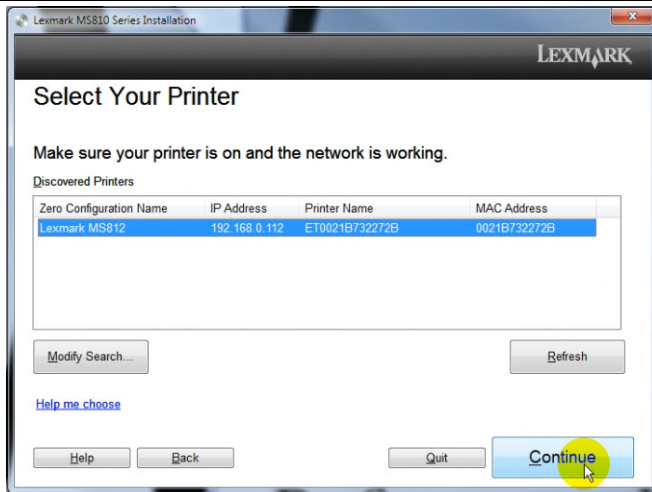 Lexmark MS810 Series Installation
LEXMARK
Select Your Printer
Make sure your printer is on and the network is working.
Discovered Printers
Zero Configuration Name IP Address Printer Name MAC Address
Lexmark MS812 192.168.0.112 ET0021B732272B 0021B732272B
Modify Search... Refresh
Help me choose
Help Back Quit Continue